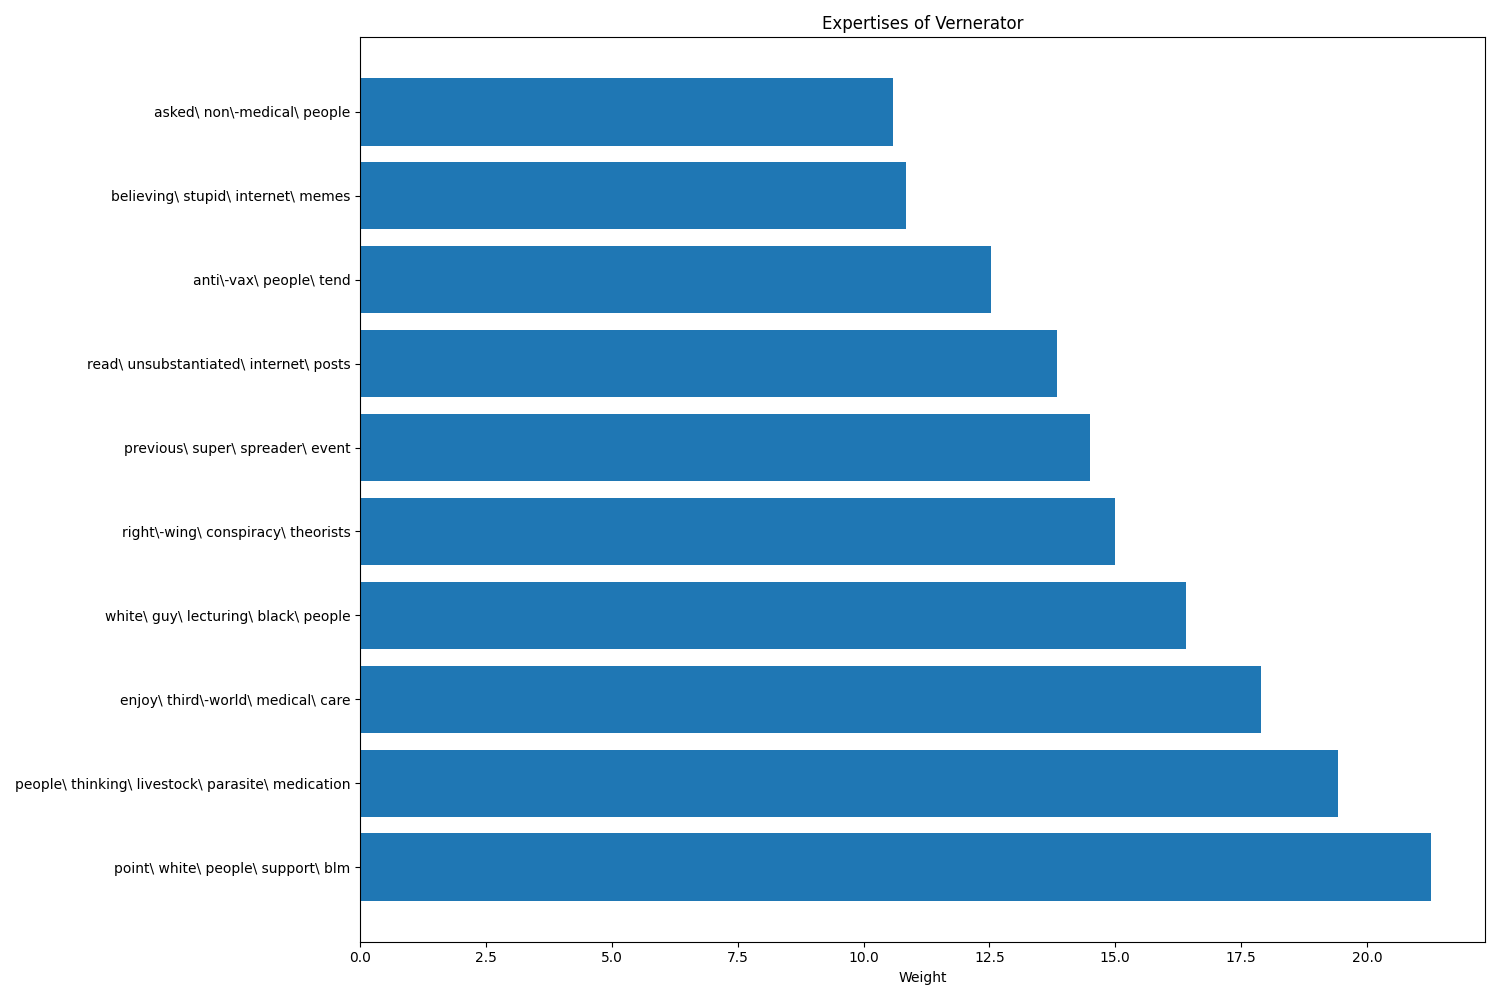 Expertises of Vernerator
asked\ non\-medical\ people
believing\ stupid\ internet\ memes
anti\-vax\ people\ tend
read\ unsubstantiated\ internet\ posts
previous\ super\ spreader\ event
right\-wing\ conspiracy\ theorists
white\ guy\ lecturing\ black\ people
enjoy\ third\-world\ medical\ care
people\ thinking\ livestock\ parasite\ medication
point\ white\ people\ support\ blm
0.0 2.5 5.0 7.5 10.0 12.5 15.0 17.5 20.0
Weight